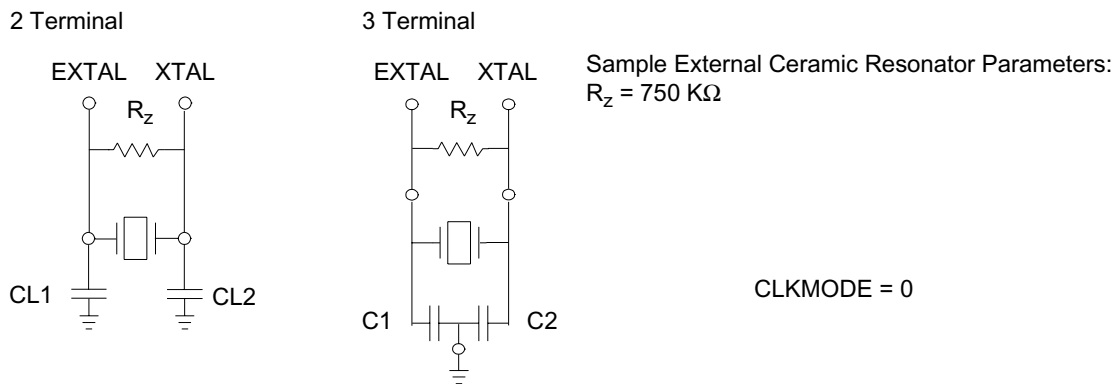 2 Terminal
3 Terminal
EXTAL XTAL
EXTAL XTAL
Sample External Ceramic Resonator Parameters:
Rz = 750 KΩ
Rz
Rz
CL1
CL2
CLKMODE = 0
C1
C2